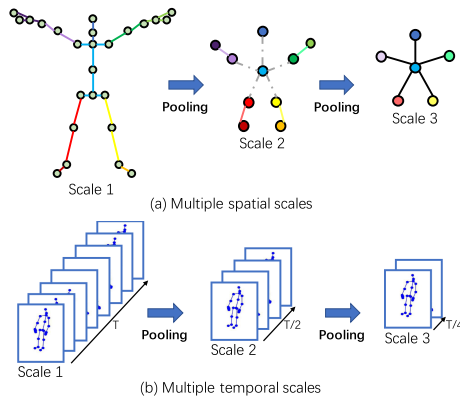 Pooling
Pooling
Scale 1
Scale 2
Scale 3
(a) Multiple spatial scales
T
T/2
T/4
Pooling
Pooling
Scale 1
Scale 2
Scale 3
(b) Multiple temporal scales